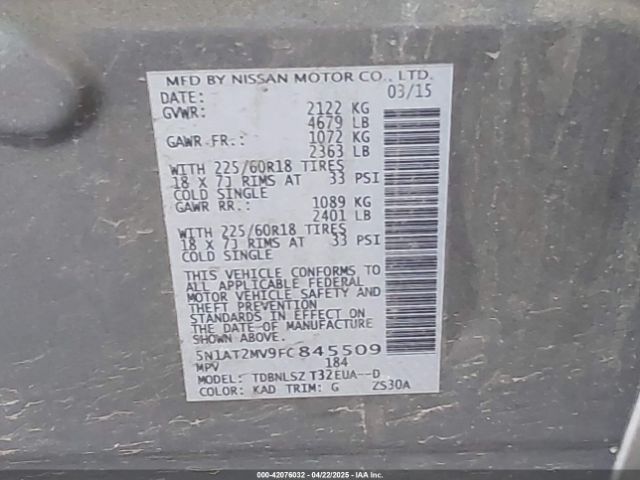 MFD BY NISSAN MOTOR CO., LTD.
DATE: 03/15
GVWR: 2122 KG
4679 LB
GAWR FR.: 1072 KG
2363 LB
WITH 225/60R18 TIRES
18 X 7J RIMS AT 33 PSI
COLD SINGLE
GAWR RR.: 1089 KG
2401 LB
WITH 225/60R18 TIRES
18 X 7J RIMS AT 33 PSI
COLD SINGLE
THIS VEHICLE CONFORMS TO
ALL APPLICABLE FEDERAL
MOTOR VEHICLE SAFETY AND
THEFT PREVENTION
STANDARDS IN EFFECT ON
THE DATE OF MANUFACTURE
SHOWN ABOVE.
5N1AT2MV9FC845509
MPV 184
MODEL: TDBNLSZ T32EUA--D
COLOR: KAD TRIM: G ZS30A
000-42076032 - 04/22/2025 - IAA, Inc.